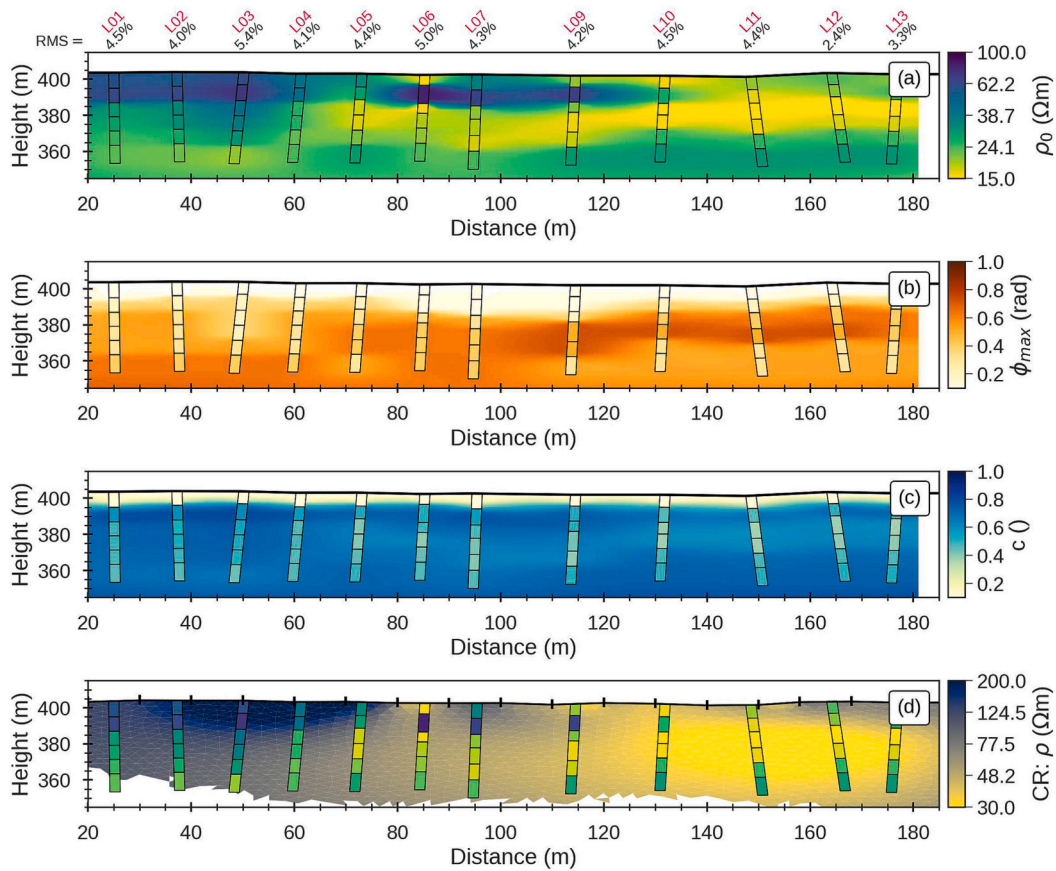 L01 L02 L03 L04 L05 L06 L07 L09 L10 L11 L12 L13
RMS = 4.5% 4.0% 5.4% 4.1% 4.4% 5.0% 4.3% 4.2% 4.5% 4.4% 2.4% 3.3%
(a)
Height (m)
400
380
360
20 40 60 80 100 120 140 160 180
Distance (m)
100.0
62.2
38.7
24.1
15.0
ρ0 (Ωm)
(b)
Height (m)
400
380
360
20 40 60 80 100 120 140 160 180
Distance (m)
1.0
0.8
0.6
0.4
0.2
ϕmax (rad)
(c)
Height (m)
400
380
360
20 40 60 80 100 120 140 160 180
Distance (m)
1.0
0.8
0.6
0.4
0.2
c ()
(d)
Height (m)
400
380
360
20 40 60 80 100 120 140 160 180
Distance (m)
200.0
124.5
77.5
48.2
30.0
CR: ρ (Ωm)